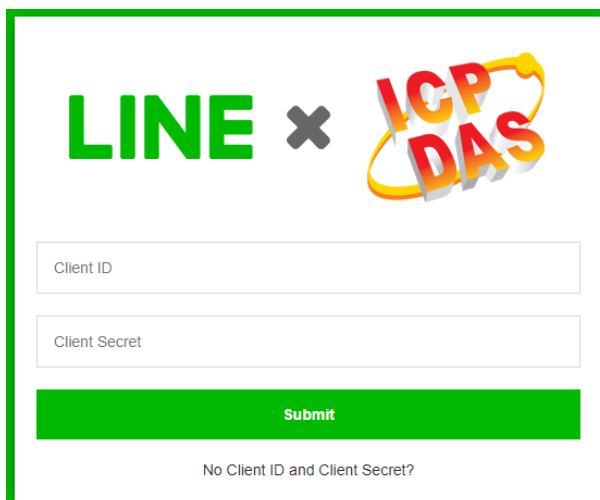 LINE × ICP DAS
Client ID
Client Secret
Submit
No Client ID and Client Secret?